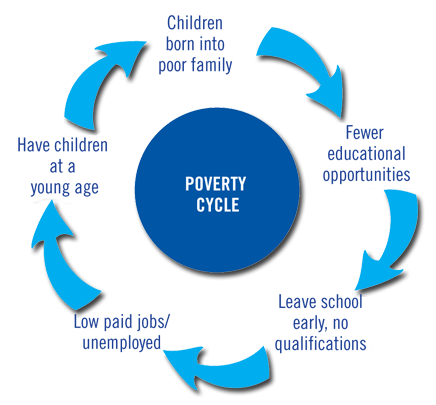 Children
born into
poor family
Fewer
educational
opportunities
Leave school
early, no
qualifications
Low paid jobs/
unemployed
Have children
at a
young age
POVERTY
CYCLE